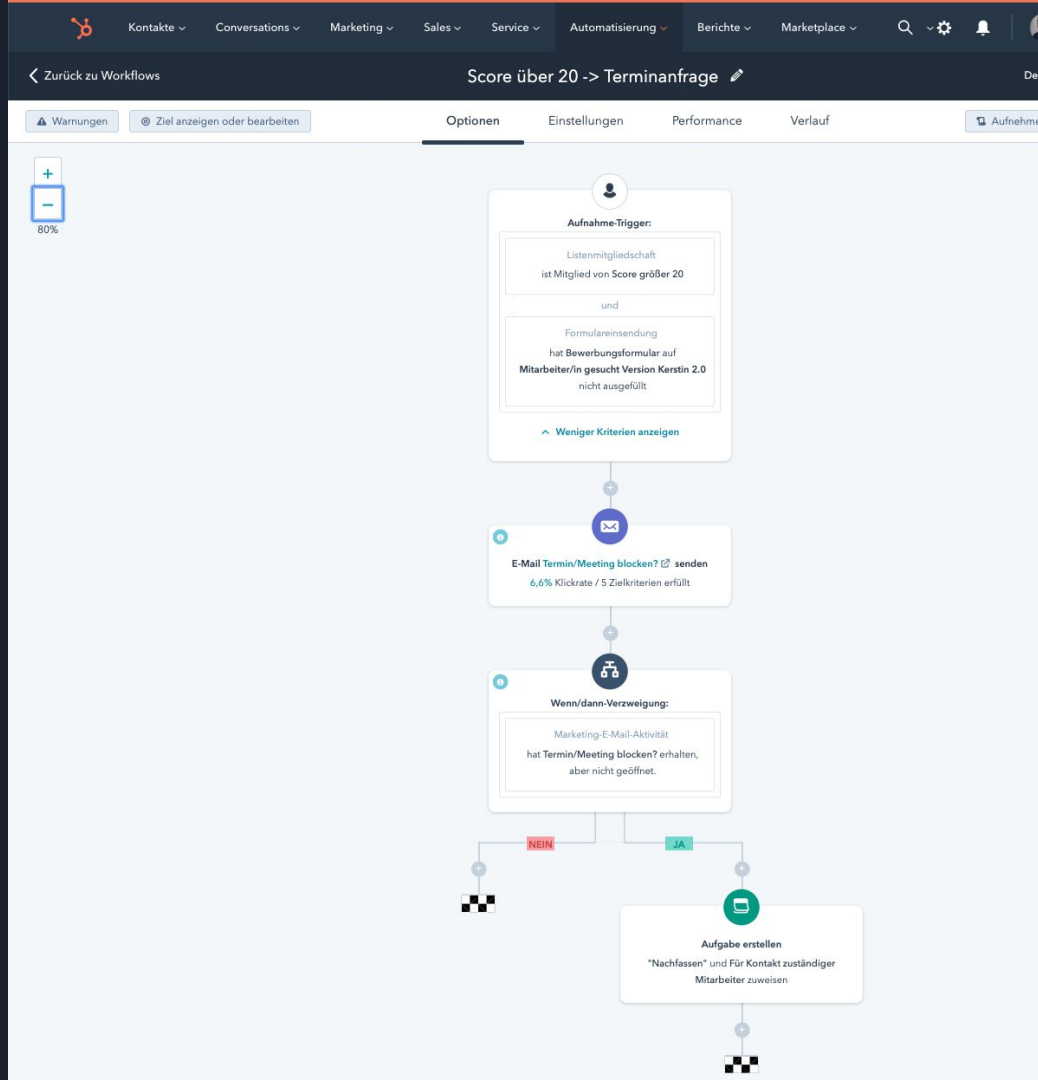 Kontakte Conversations Marketing Sales Service Automatisierung Berichte Marketplace
Zurück zu Workflows
Score über 20 -> Terminanfrage
Warnungen
Ziel anzeigen oder bearbeiten
Optionen Einstellungen Performance Verlauf
+
−
80%
Aufnahme-Trigger:
Listenmitgliedschaft
ist Mitglied von Score größer 20
und
Formulareinsendung
hat Bewerbungsformular auf
Mitarbeiter/in gesucht Version Kerstin 2.0
nicht ausgefüllt
Weniger Kriterien anzeigen
E-Mail Termin/Meeting blocken? senden
6,6% Klickrate / 5 Zielkriterien erfüllt
Wenn/dann-Verzweigung:
Marketing-E-Mail-Aktivität
hat Termin/Meeting blocken? erhalten,
aber nicht geöffnet.
NEIN
JA
Aufgabe erstellen
"Nachfassen" und Für Kontakt zuständiger
Mitarbeiter zuweisen